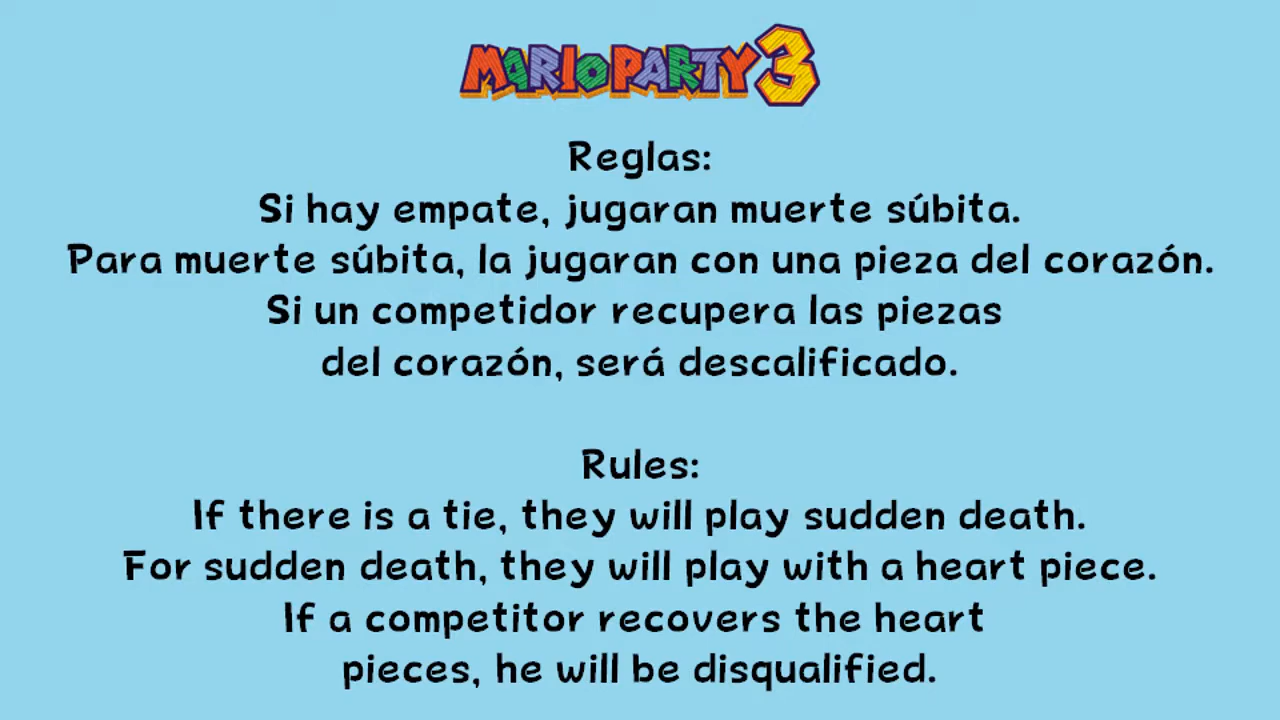 MARIO PARTY 3
Reglas:
Si hay empate, jugaran muerte súbita.
Para muerte súbita, la jugaran con una pieza del corazón.
Si un competidor recupera las piezas
del corazón, será descalificado.
Rules:
If there is a tie, they will play sudden death.
For sudden death, they will play with a heart piece.
If a competitor recovers the heart
pieces, he will be disqualified.